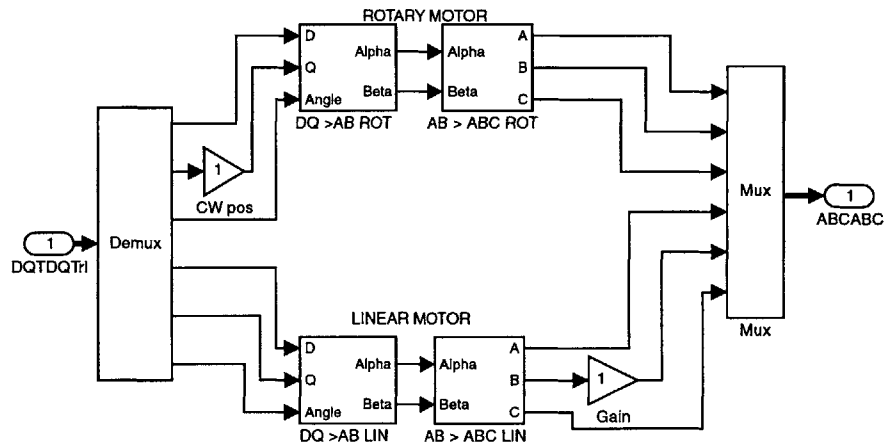 ROTARY MOTOR
D
Q
Angle
Alpha
Beta
DQ >AB ROT
Alpha
Beta
A
B
C
AB > ABC ROT
1
CW pos
1
DQTDQTrl
Demux
Mux
Mux
1
ABCABC
LINEAR MOTOR
D
Q
Angle
Alpha
Beta
DQ >AB LIN
Alpha
Beta
A
B
C
AB > ABC LIN
1
Gain